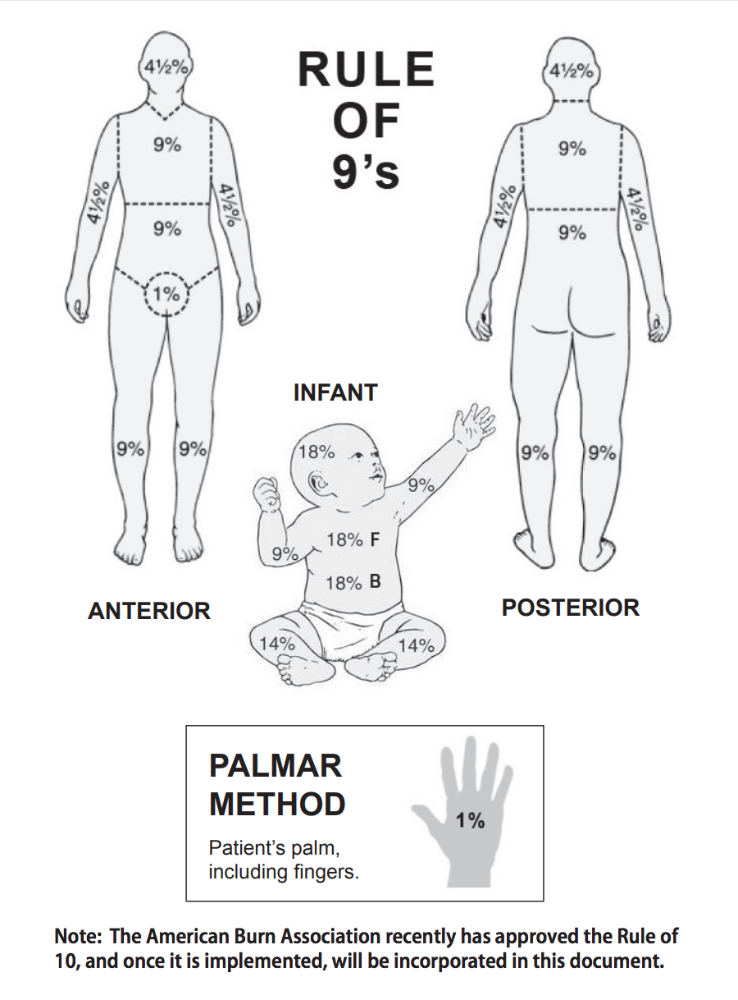 RULE
OF
9's
4½%
9%
4½%
4½%
9%
1%
9%
9%
ANTERIOR
4½%
9%
4½%
4½%
9%
9%
9%
POSTERIOR
INFANT
18%
9%
9%
18% F
18% B
14%
14%
PALMAR
METHOD
Patient's palm,
including fingers.
1%
Note: The American Burn Association recently has approved the Rule of
10, and once it is implemented, will be incorporated in this document.